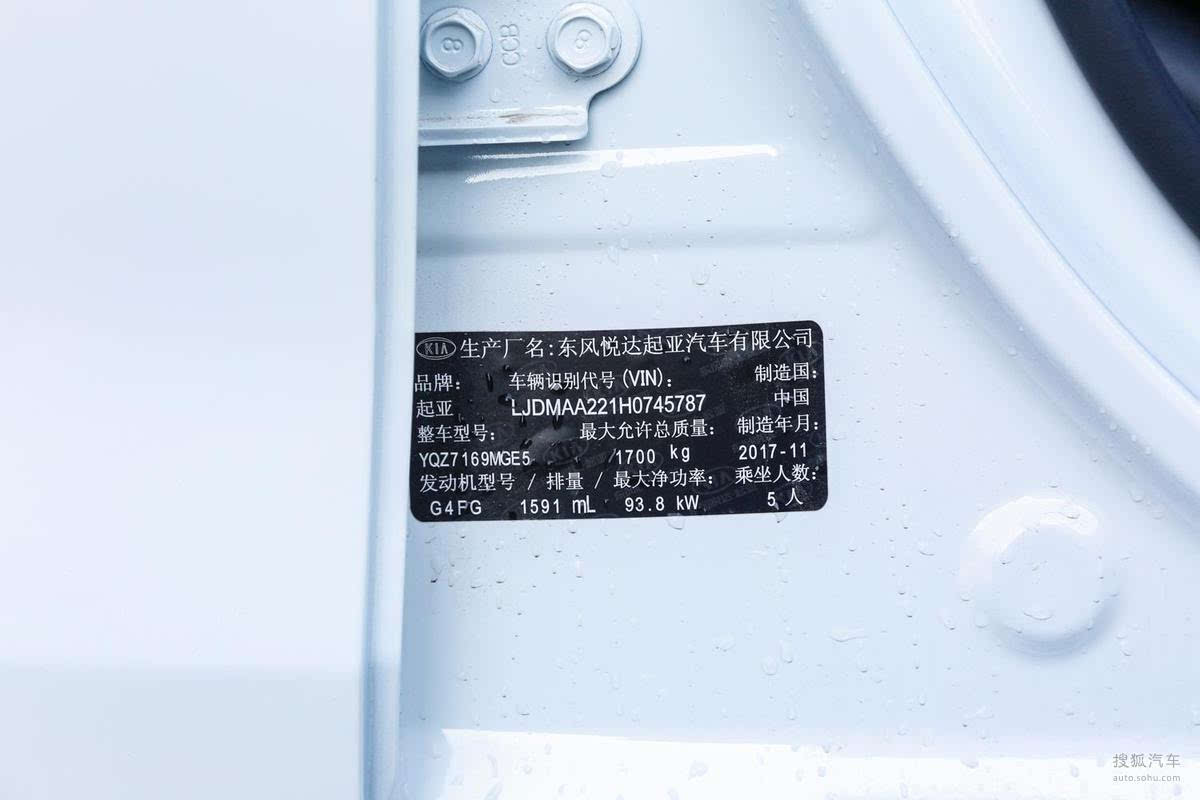 8 CCB 8
KIA 生产厂名:东风悦达起亚汽车有限公司
品牌: 车辆识别代号(VIN): 制造国:
起亚 LJDMAA221H0745787 中国
整车型号: 最大允许总质量: 制造年月:
YQZ7169MGE5 1700 kg 2017-11
发动机型号 / 排量 / 最大净功率: 乘坐人数:
G4FG 1591 mL 93.8 kW 5 人
搜狐汽车
auto.sohu.com